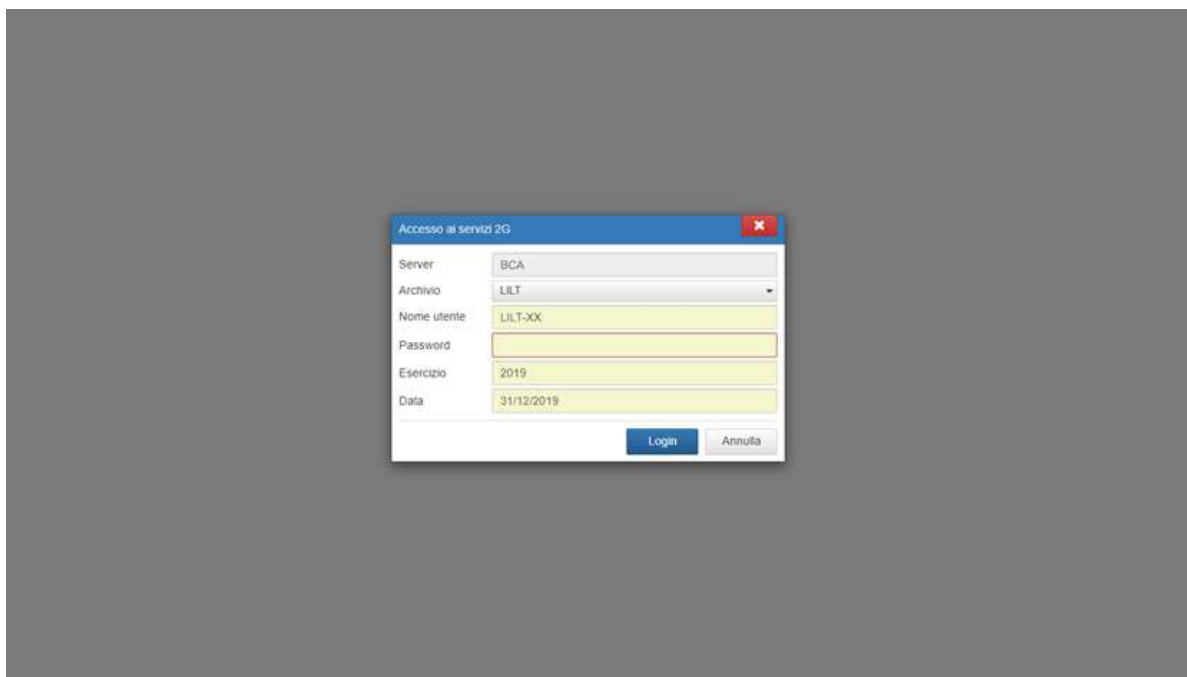 Accesso ai servizi 2G
Server BCA
Archivio LILT
Nome utente LILT-XX
Password
Esercizio 2019
Data 31/12/2019
Login Annulla